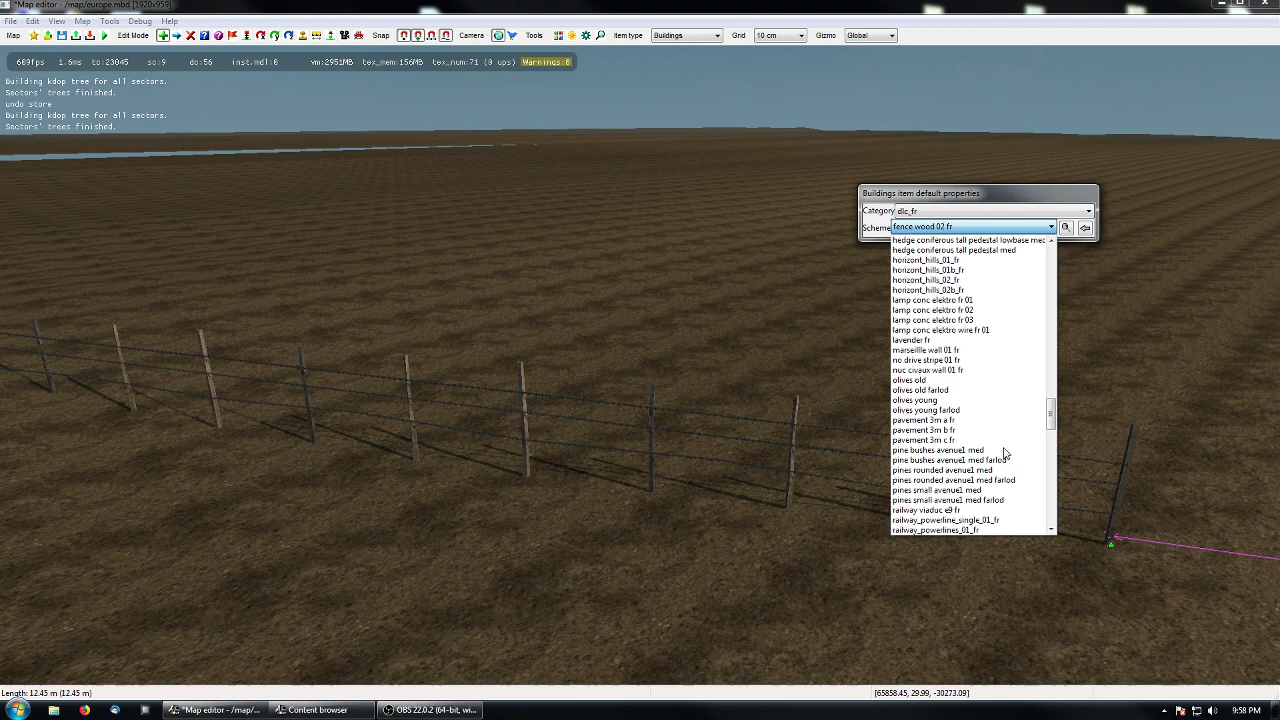 *Map editor - /map/europe.mbd [1920x959]
File Edit View Map Tools Debug Help
Map Edit Mode Snap Camera Tools Item type Buildings Grid 10 cm Gizmo Global
609fps 1.6ms tc:23045 sc:9 dc:56 inst.mdl:0 vm:2951MB tex_mem:156MB tex_num:71 (0 ups) Warnings:8
Building kdop tree for all sectors.
Sectors' trees finished.
undo store
Building kdop tree for all sectors.
Sectors' trees finished.
Buildings item default properties
Category dlc_fr
Scheme fence wood 02 fr
hedge coniferous tall pedestal lowbase med
hedge coniferous tall pedestal med
horizont_hills_01_fr
horizont_hills_01b_fr
horizont_hills_02_fr
horizont_hills_02b_fr
lamp conc elektro fr 01
lamp conc elektro fr 02
lamp conc elektro fr 03
lamp conc elektro wire fr 01
lavender fr
marseillle wall 01 fr
no drive stripe 01 fr
nuc civaux wall 01 fr
olives old
olives old farlod
olives young
olives young farlod
pavement 3m a fr
pavement 3m b fr
pavement 3m c fr
pine bushes avenue1 med
pine bushes avenue1 med farlod
pines rounded avenue1 med
pines rounded avenue1 med farlod
pines small avenue1 med
pines small avenue1 med farlod
railway viaduc e9 fr
railway_powerline_single_01_fr
railway_powerlines_01_fr
Length: 12.45 m (12.45 m) [65858.45, 29.99, -30273.09]
*Map editor - /map/... Content browser OBS 22.0.2 (64-bit, wi... 9:58 PM